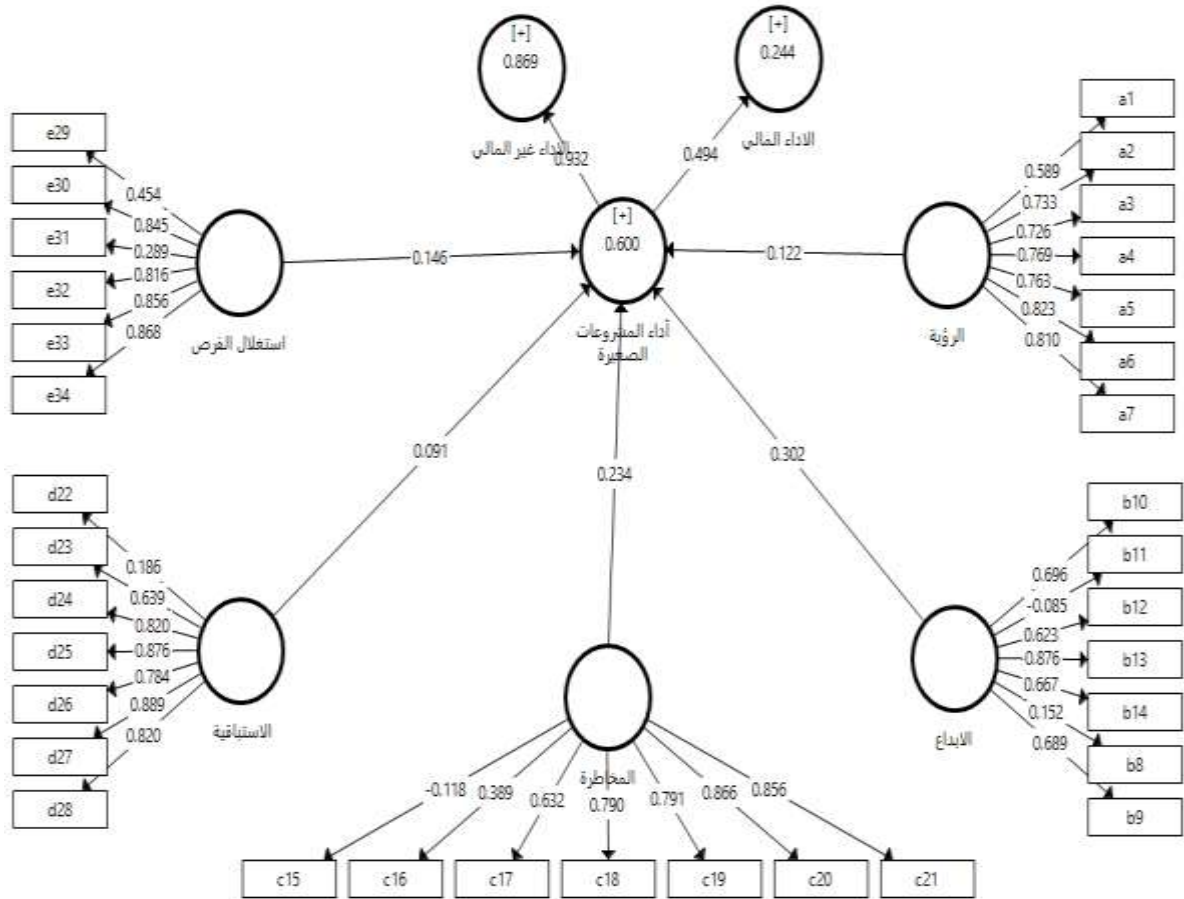 [+]
0.869
[+]
0.244
الاداء غير المالي
الاداء المالي
0.932
0.494
[+]
0.600
أداء المشروعات
الصغيرة
e29
e30
e31
e32
e33
e34
0.454
0.845
0.289
0.816
0.856
0.868
استغلال الفرص
0.146
a1
a2
a3
a4
a5
a6
a7
0.589
0.733
0.726
0.769
0.763
0.823
0.810
الرؤية
0.122
d22
d23
d24
d25
d26
d27
d28
0.186
0.639
0.820
0.876
0.784
0.889
0.820
الاستباقية
0.091
0.234
0.302
b10
b11
b12
b13
b14
b8
b9
0.696
-0.085
0.623
0.876
0.667
0.152
0.689
الابداع
المخاطرة
-0.118
0.389
0.632
0.790
0.791
0.866
0.856
c15
c16
c17
c18
c19
c20
c21